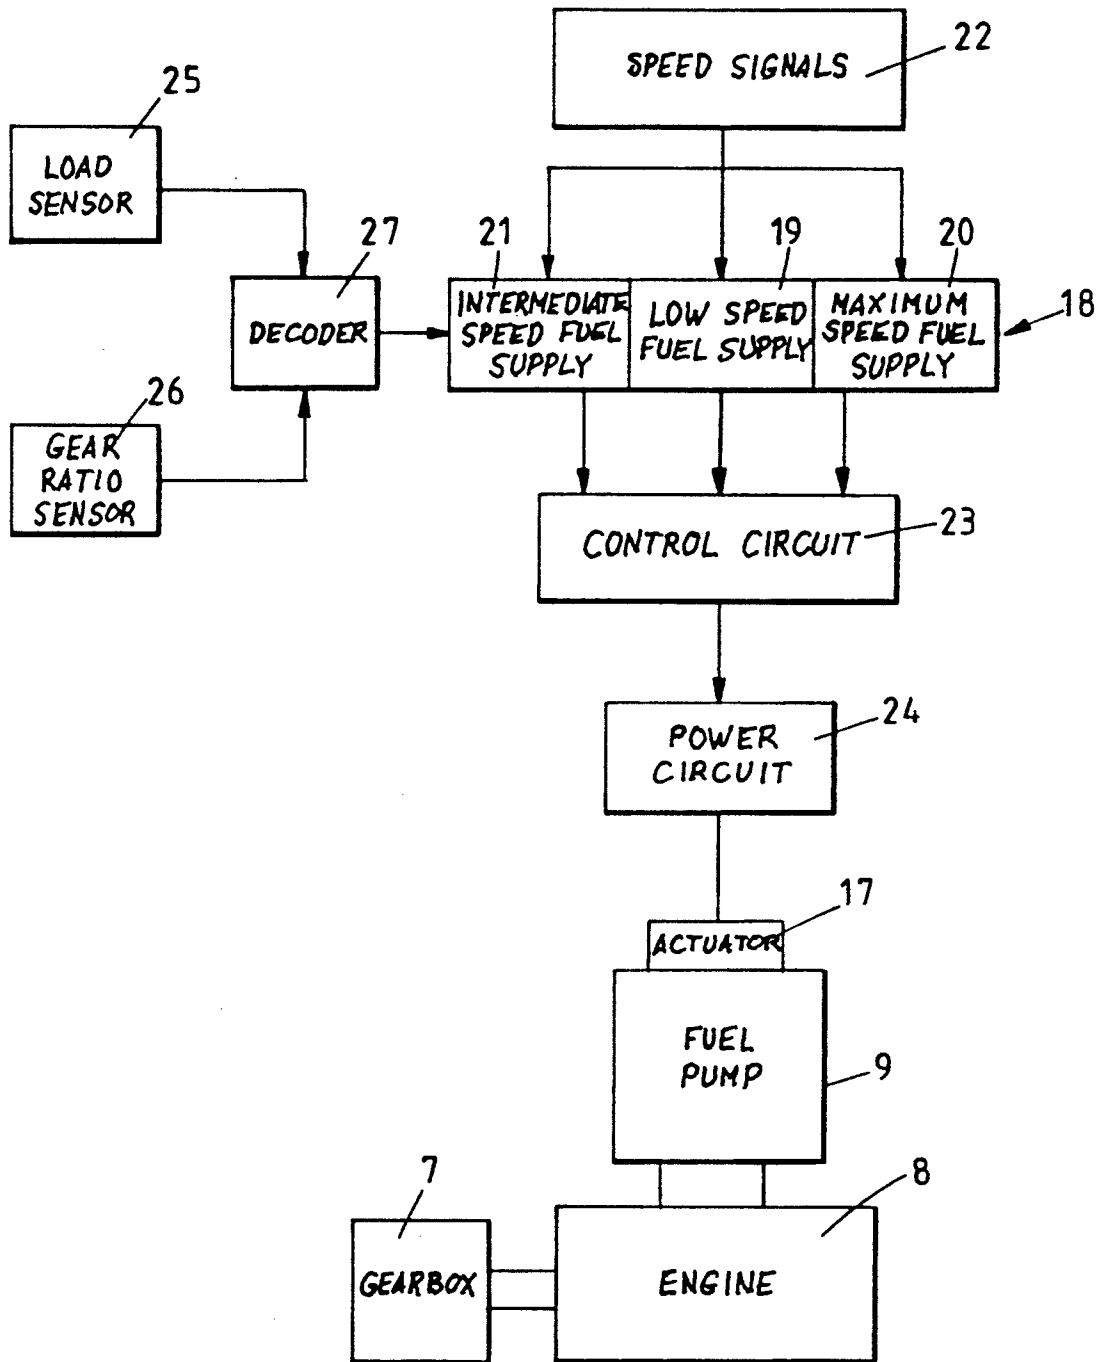 22
SPEED SIGNALS
25
LOAD
SENSOR
27
DECODER
21
INTERMEDIATE
SPEED FUEL
SUPPLY
19
LOW SPEED
FUEL SUPPLY
20
MAXIMUM
SPEED FUEL
SUPPLY
18
26
GEAR
RATIO
SENSOR
23
CONTROL CIRCUIT
24
POWER
CIRCUIT
17
ACTUATOR
FUEL
PUMP
9
7
GEARBOX
8
ENGINE